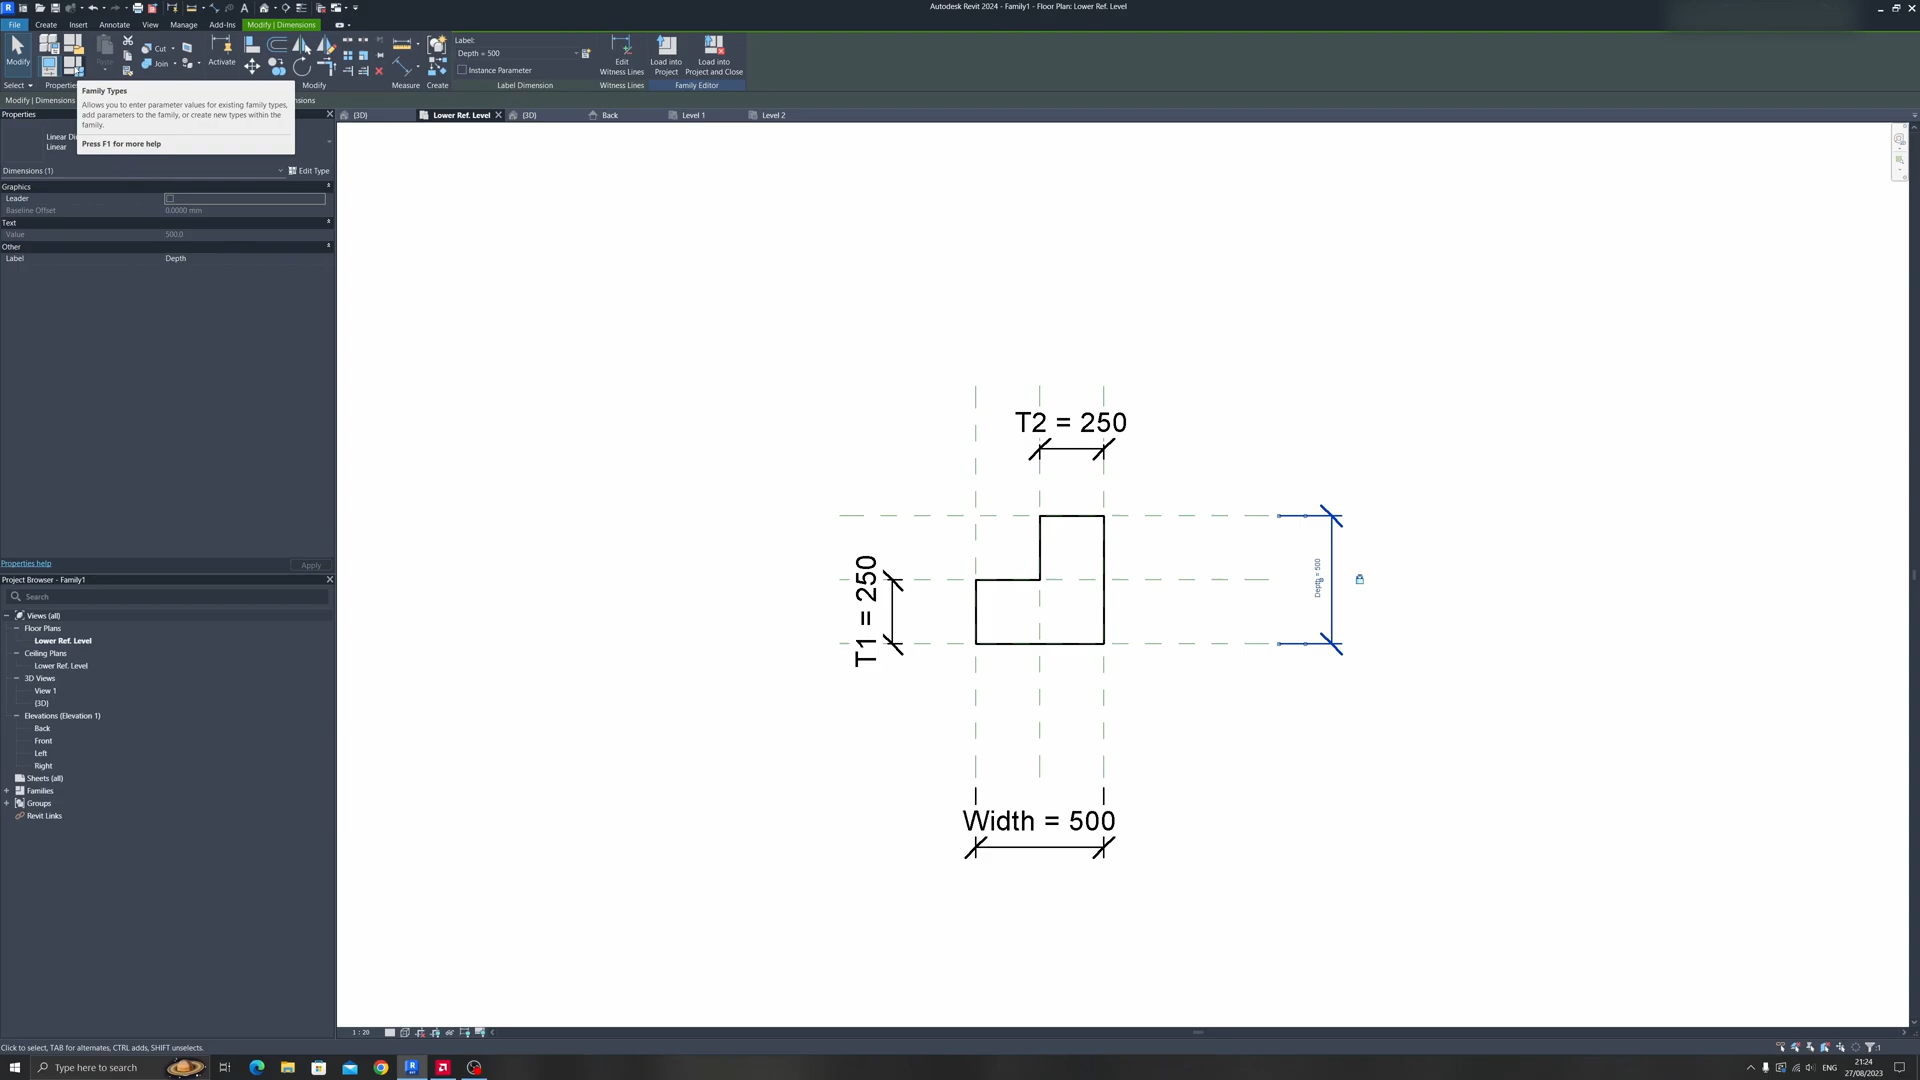 Autodesk Revit 2024 - Family1 - Floor Plan: Lower Ref. Level
File Create Insert Annotate View Manage Add-Ins Modify | Dimensions
Modify
Cut
Join
Activate
Label:
Depth = 500
Instance Parameter
Edit
Witness Lines
Load into
Project
Load into
Project and Close
Select Properties Modify Measure Create Label Dimension Witness Lines Family Editor
Modify | Dimensions
Family Types
Allows you to enter parameter values for existing family types,
add parameters to the family, or create new types within the
family.
Press F1 for more help
Properties
{3D} Lower Ref. Level {3D} Back Level 1 Level 2
Linear
Dimensions (1) Edit Type
Graphics
Leader
Baseline Offset 0.0000 mm
Text
Value 500.0
Other
Label Depth
Properties help Apply
Project Browser - Family1
Search
Views (all)
Floor Plans
Lower Ref. Level
Ceiling Plans
Lower Ref. Level
3D Views
View 1
{3D}
Elevations (Elevation 1)
Back
Front
Left
Right
Sheets (all)
Families
Groups
Revit Links
T2 = 250
T1 = 250
Depth = 500
Width = 500
1 : 20
Click to select, TAB for alternates, CTRL adds, SHIFT unselects.
:1
Type here to search
ENG
21:24
27/08/2023